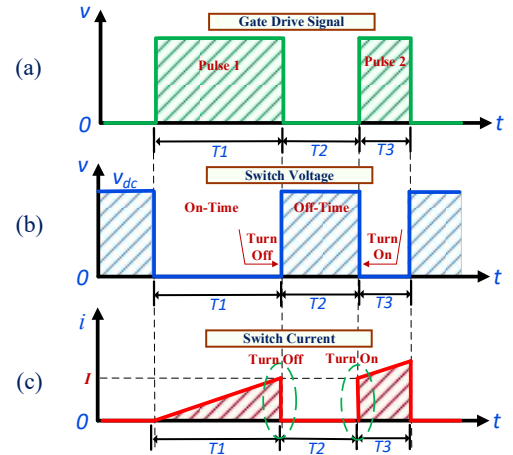 Gate Drive Signal
v
(a)
Pulse 1
Pulse 2
0
t
T1
T2
T3
Switch Voltage
v
v_dc
(b)
On-Time
Off-Time
Turn Off
Turn On
0
t
T1
T2
T3
Switch Current
i
Turn Off
Turn On
(c)
I
0
t
T1
T2
T3